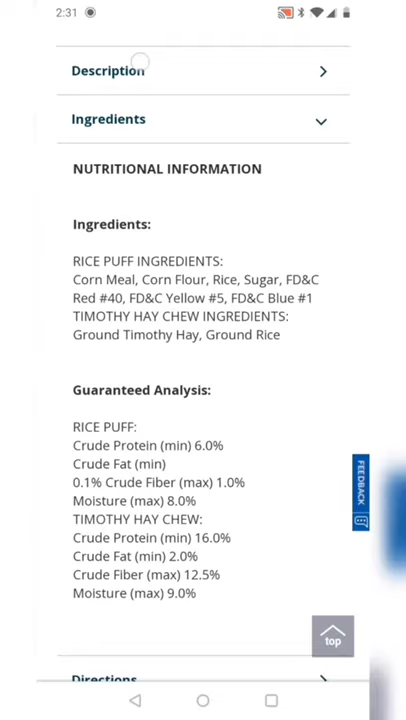 2:31
Description
Ingredients
NUTRITIONAL INFORMATION
Ingredients:
RICE PUFF INGREDIENTS:
Corn Meal, Corn Flour, Rice, Sugar, FD&C
Red #40, FD&C Yellow #5, FD&C Blue #1
TIMOTHY HAY CHEW INGREDIENTS:
Ground Timothy Hay, Ground Rice
Guaranteed Analysis:
RICE PUFF:
Crude Protein (min) 6.0%
Crude Fat (min)
0.1% Crude Fiber (max) 1.0%
Moisture (max) 8.0%
TIMOTHY HAY CHEW:
Crude Protein (min) 16.0%
Crude Fat (min) 2.0%
Crude Fiber (max) 12.5%
Moisture (max) 9.0%
FEEDBACK
top
Directions